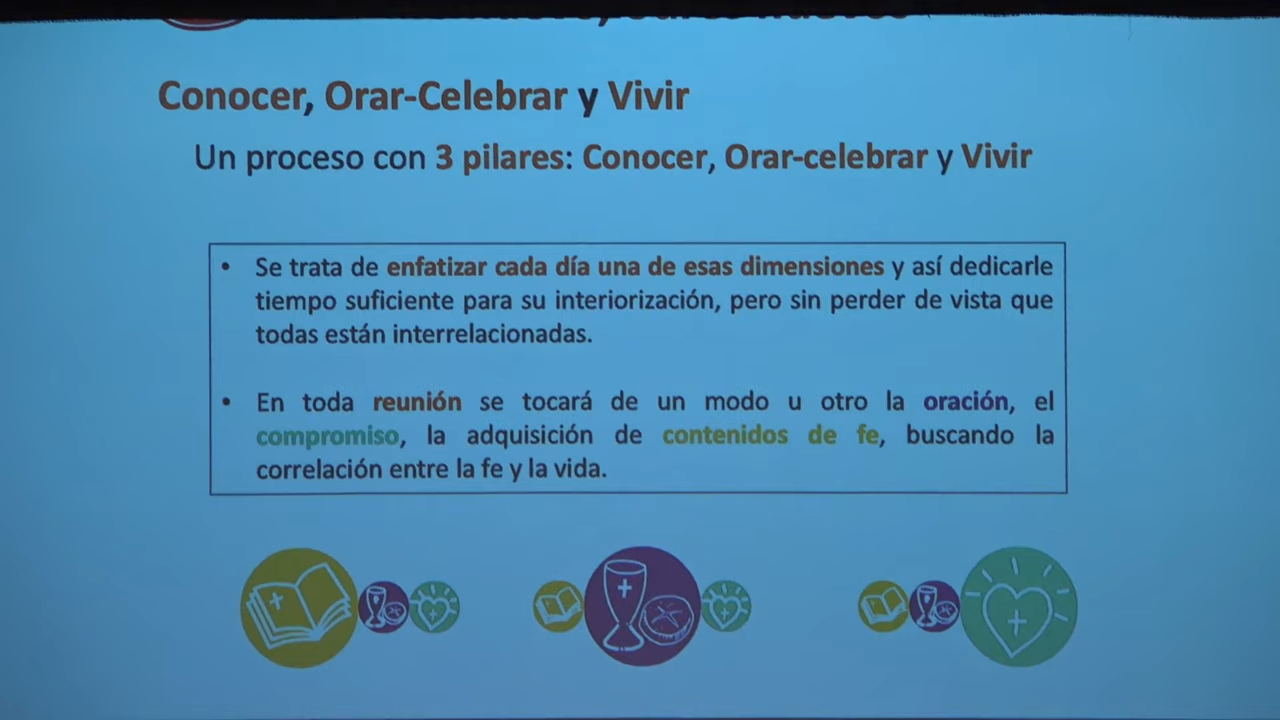 Conocer, Orar-Celebrar y Vivir
Un proceso con 3 pilares: Conocer, Orar-celebrar y Vivir
• Se trata de enfatizar cada día una de esas dimensiones y así dedicarle
tiempo suficiente para su interiorización, pero sin perder de vista que
todas están interrelacionadas.
• En toda reunión se tocará de un modo u otro la oración, el
compromiso, la adquisición de contenidos de fe, buscando la
correlación entre la fe y la vida.